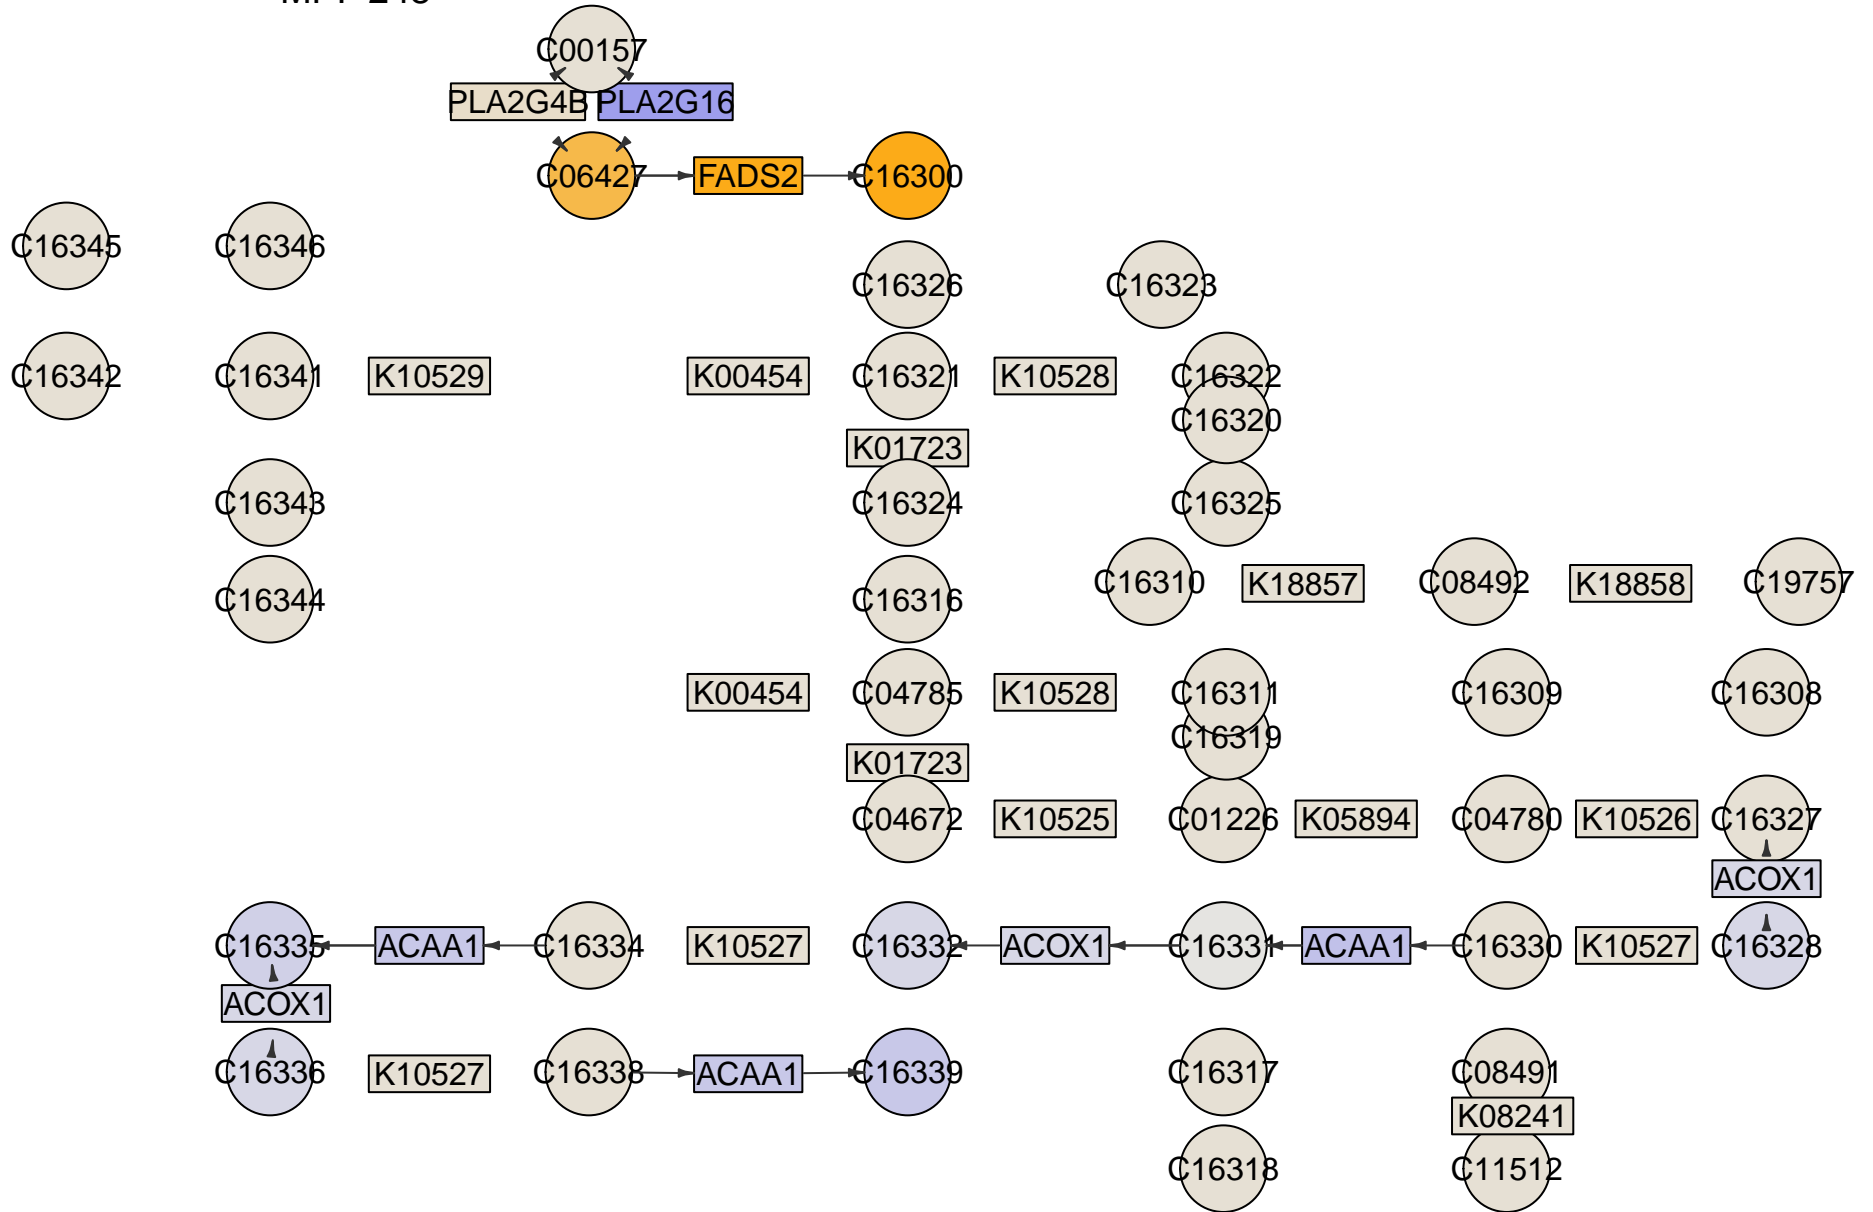 C00157
PLA2G4B PLA2G16
C06427 FADS2 C16300
C16345 C16346
C16326 C16323
C16342 C16341 K10529 K00454 C16321 K10528 C16322
C16320
K01723
C16343 C16324 C16325
C16310 K18857 C08492 K18858 C19757
C16344 C16316
K00454 C04785 K10528 C16311 C16309 C16308
C16319
K01723
C04672 K10525 C01226 K05894 C04780 K10526 C16327
ACOX1
C16335 ACAA1 C16334 K10527 C16332 ACOX1 C16331 ACAA1 C16330 K10527 C16328
ACOX1
C16336 K10527 C16338 ACAA1 C16339 C16317 C08491
K08241
C16318 C11512